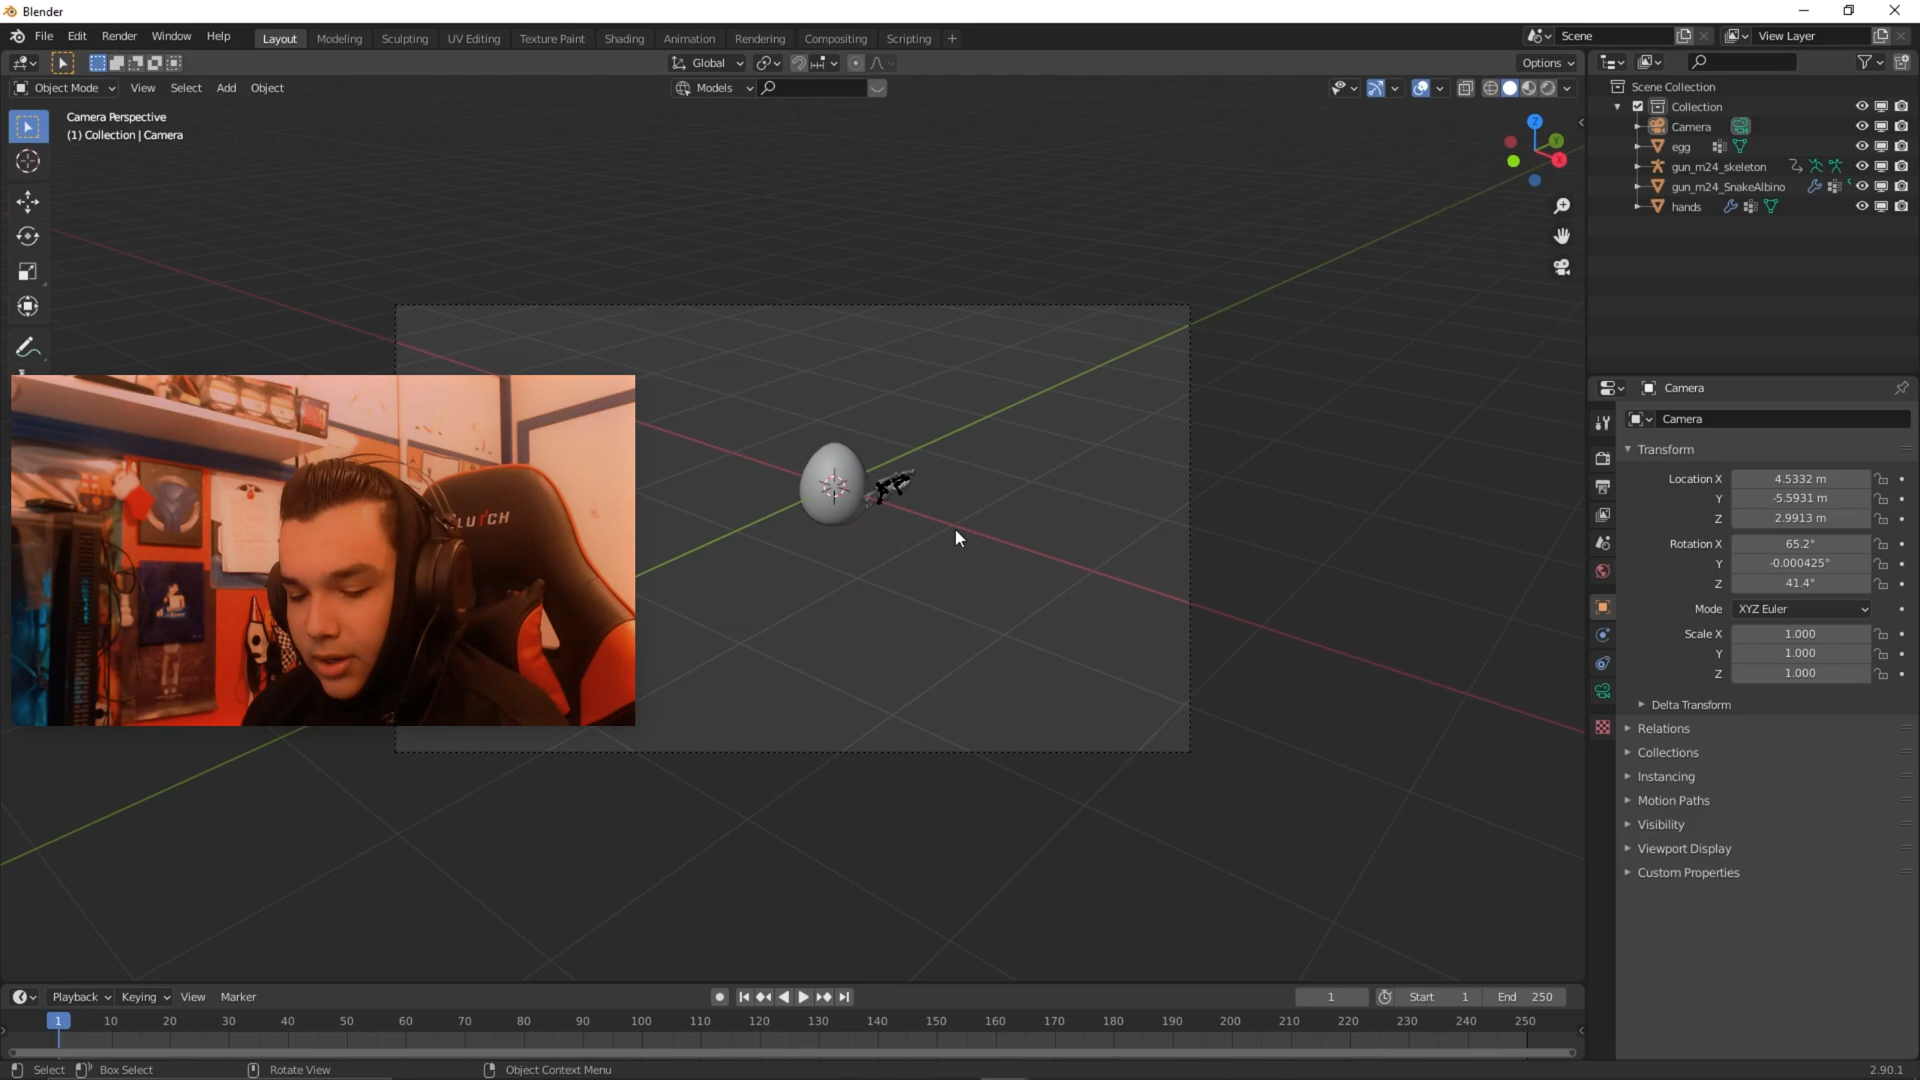 Blender
File Edit Render Window Help Layout Modeling Sculpting UV Editing Texture Paint Shading Animation Rendering Compositing Scripting + Scene View Layer
Global Options
Object Mode View Select Add Object Models
Camera Perspective
(1) Collection | Camera
Z
Y
X
Scene Collection
Collection
Camera
egg
gun_m24_skeleton
gun_m24_SnakeAlbino
hands
Camera
Camera
Transform
Location X 4.5332 m
Y -5.5931 m
Z 2.9913 m
Rotation X 65.2°
Y -0.000425°
Z 41.4°
Mode XYZ Euler
Scale X 1.000
Y 1.000
Z 1.000
Delta Transform
Relations
Collections
Instancing
Motion Paths
Visibility
Viewport Display
Custom Properties
CLUTCH
Playback Keying View Marker 1 Start 1 End 250
1 10 20 30 40 50 60 70 80 90 100 110 120 130 140 150 160 170 180 190 200 210 220 230 240 250
Select Box Select Rotate View Object Context Menu 2.90.1